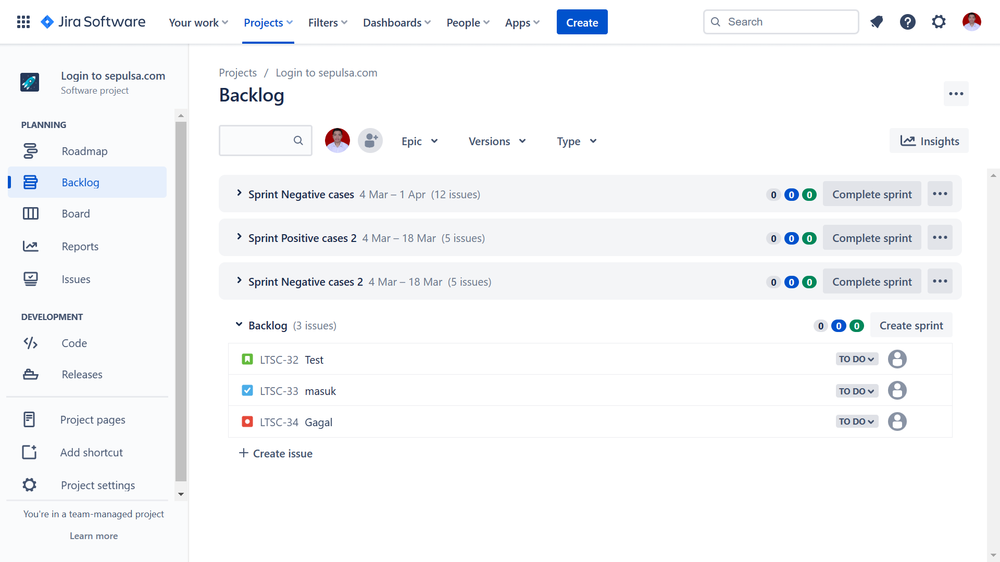 Jira Software Your work Projects Filters Dashboards People Apps Create Search
Login to sepulsa.com
Software project
PLANNING
Roadmap
Backlog
Board
Reports
Issues
DEVELOPMENT
Code
Releases
Project pages
Add shortcut
Project settings
You're in a team-managed project
Learn more
Projects / Login to sepulsa.com
Backlog
Epic Versions Type Insights
Sprint Negative cases 4 Mar – 1 Apr (12 issues) 0 0 0 Complete sprint
Sprint Positive cases 2 4 Mar – 18 Mar (5 issues) 0 0 0 Complete sprint
Sprint Negative cases 2 4 Mar – 18 Mar (5 issues) 0 0 0 Complete sprint
Backlog (3 issues) 0 0 0 Create sprint
LTSC-32 Test TO DO
LTSC-33 masuk TO DO
LTSC-34 Gagal TO DO
Create issue